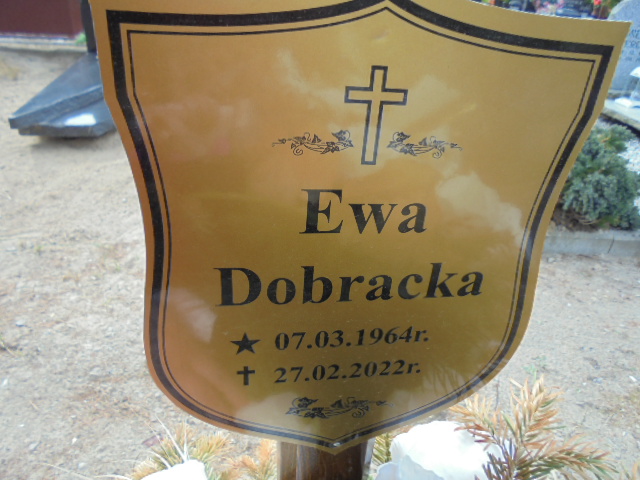 Ewa
Dobracka
★ 07.03.1964r.
✝ 27.02.2022r.